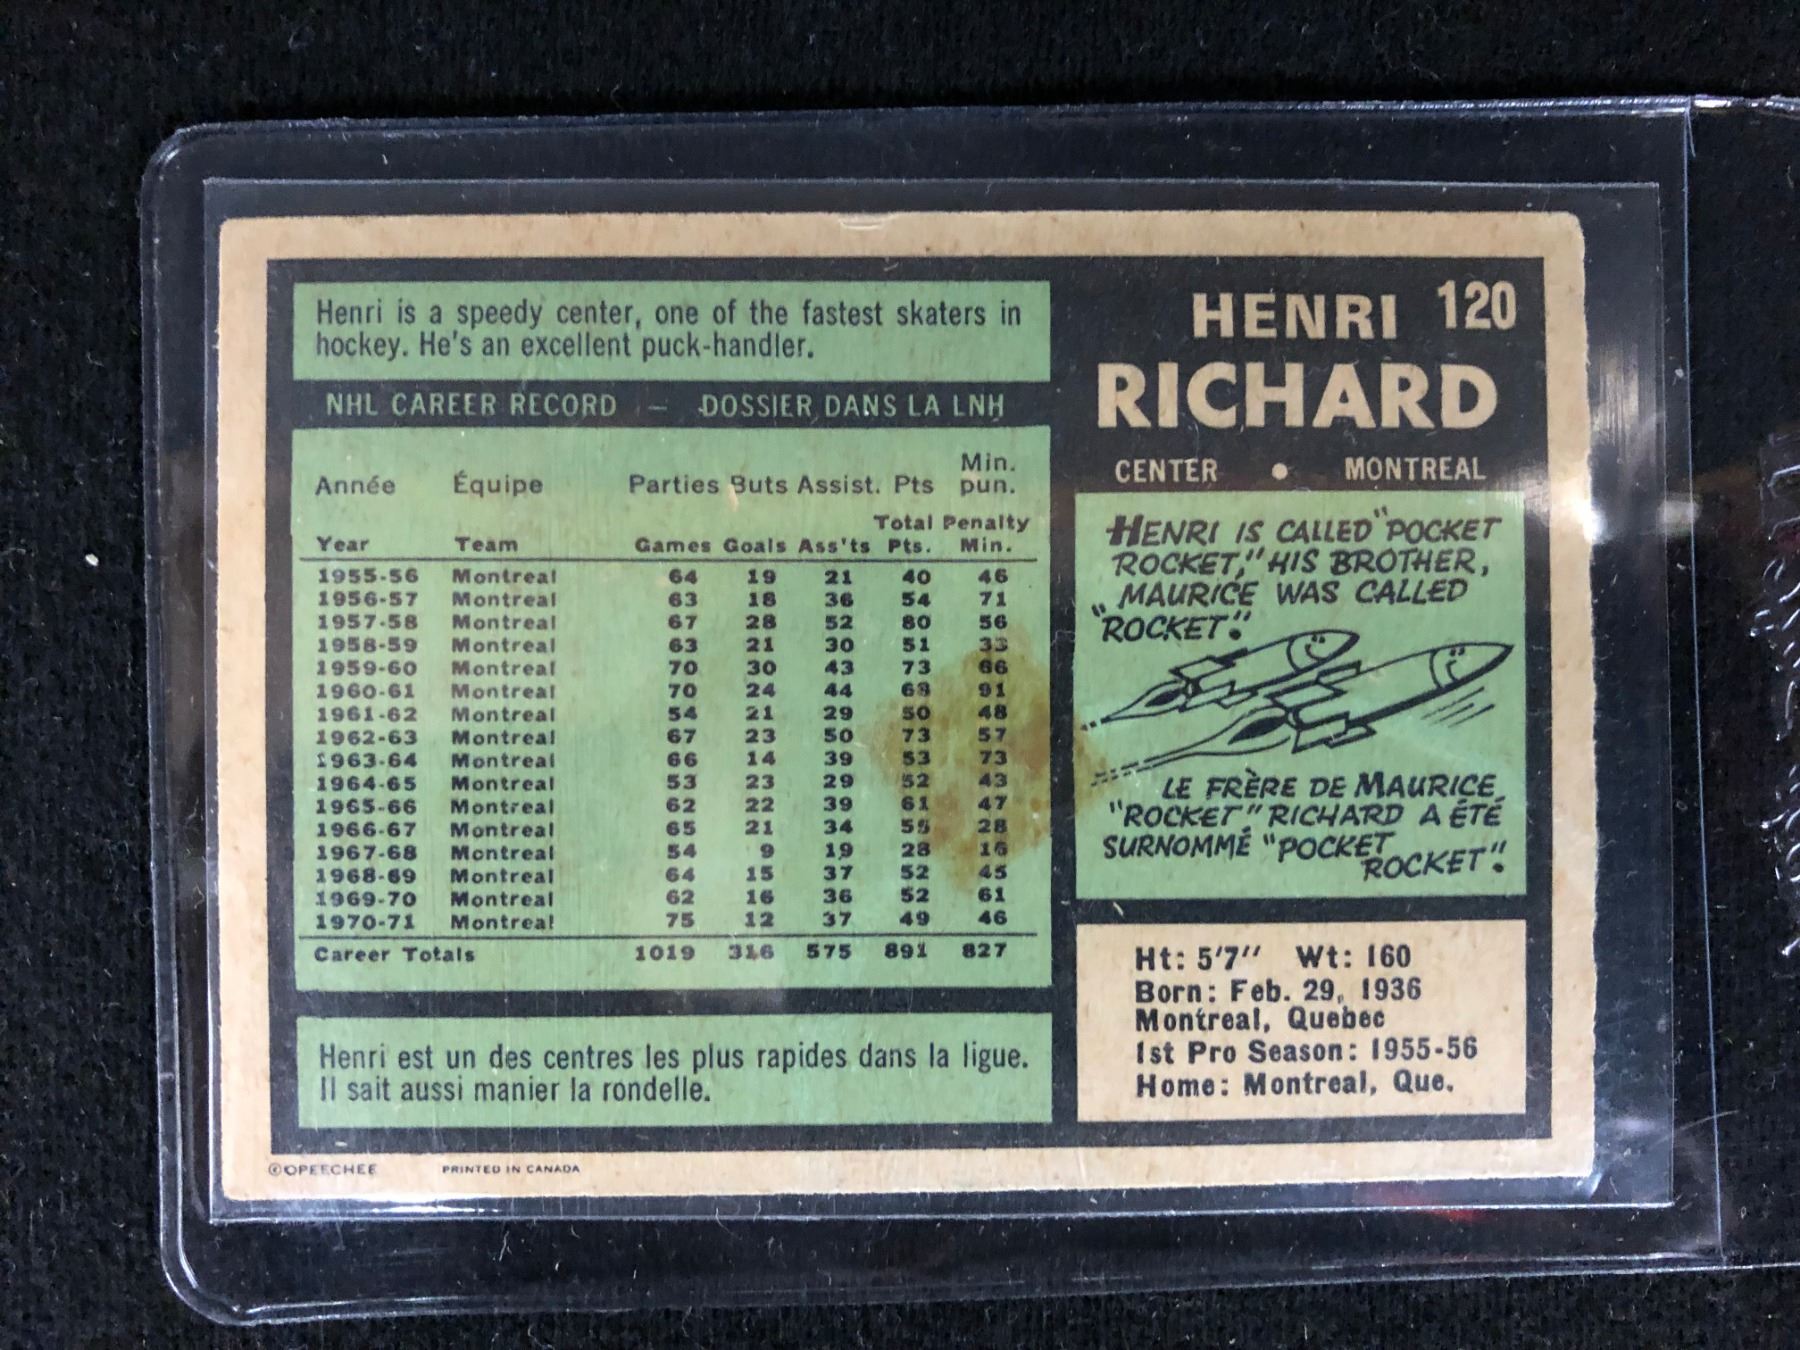 Henri is a speedy center, one of the fastest skaters in
hockey. He's an excellent puck-handler.
NHL CAREER RECORD — DOSSIER DANS LA LNH
Année Équipe Parties Buts Assist. Pts Min. pun.
Year Team Games Goals Ass'ts Total Pts. Penalty Min.
1955-56 Montreal 64 19 21 40 46
1956-57 Montreal 63 18 36 54 71
1957-58 Montreal 67 28 52 80 56
1958-59 Montreal 63 21 30 51 33
1959-60 Montreal 70 30 43 73 66
1960-61 Montreal 70 24 44 68 91
1961-62 Montreal 54 21 29 50 48
1962-63 Montreal 67 23 50 73 57
1963-64 Montreal 66 14 39 53 73
1964-65 Montreal 53 23 29 52 43
1965-66 Montreal 62 22 39 61 47
1966-67 Montreal 65 21 34 55 28
1967-68 Montreal 54 9 19 28 16
1968-69 Montreal 64 15 37 52 45
1969-70 Montreal 62 16 36 52 61
1970-71 Montreal 75 12 37 49 46
Career Totals 1019 316 575 891 827
Henri est un des centres les plus rapides dans la ligue.
Il sait aussi manier la rondelle.
©OPEECHEE PRINTED IN CANADA
HENRI 120
RICHARD
CENTER • MONTREAL
HENRI IS CALLED "POCKET
ROCKET," HIS BROTHER,
MAURICE WAS CALLED
"ROCKET".
LE FRÈRE DE MAURICE
"ROCKET" RICHARD A ÉTÉ
SURNOMMÉ "POCKET
ROCKET".
Ht: 5'7" Wt: 160
Born: Feb. 29, 1936
Montreal, Quebec
1st Pro Season: 1955-56
Home: Montreal, Que.